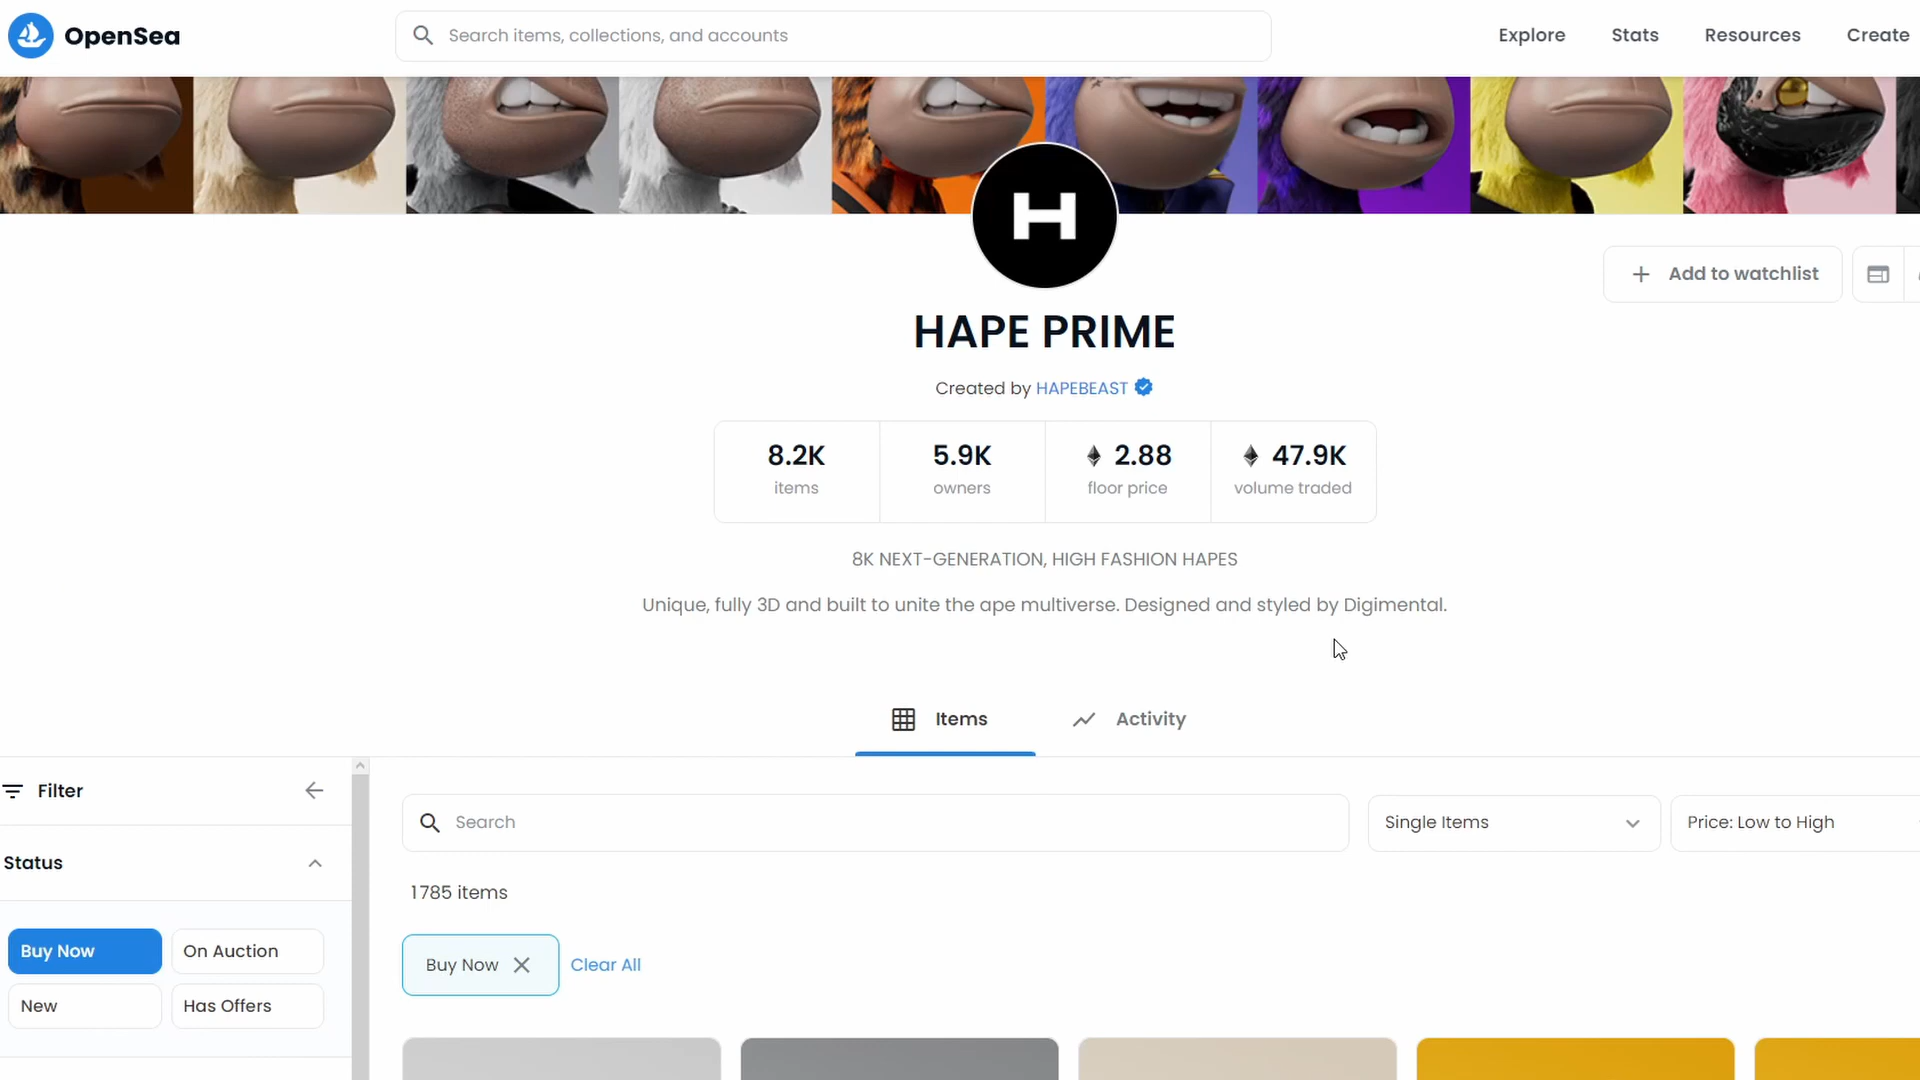 OpenSea
Search items, collections, and accounts
Explore
Stats
Resources
Create
H
Add to watchlist
HAPE PRIME
Created by HAPEBEAST
8.2K
items
5.9K
owners
2.88
floor price
47.9K
volume traded
8K NEXT-GENERATION, HIGH FASHION HAPES
Unique, fully 3D and built to unite the ape multiverse. Designed and styled by Digimental.
Items
Activity
Filter
Search
Single Items
Price: Low to High
Status
1785 items
Buy Now
On Auction
Buy Now
Clear All
New
Has Offers